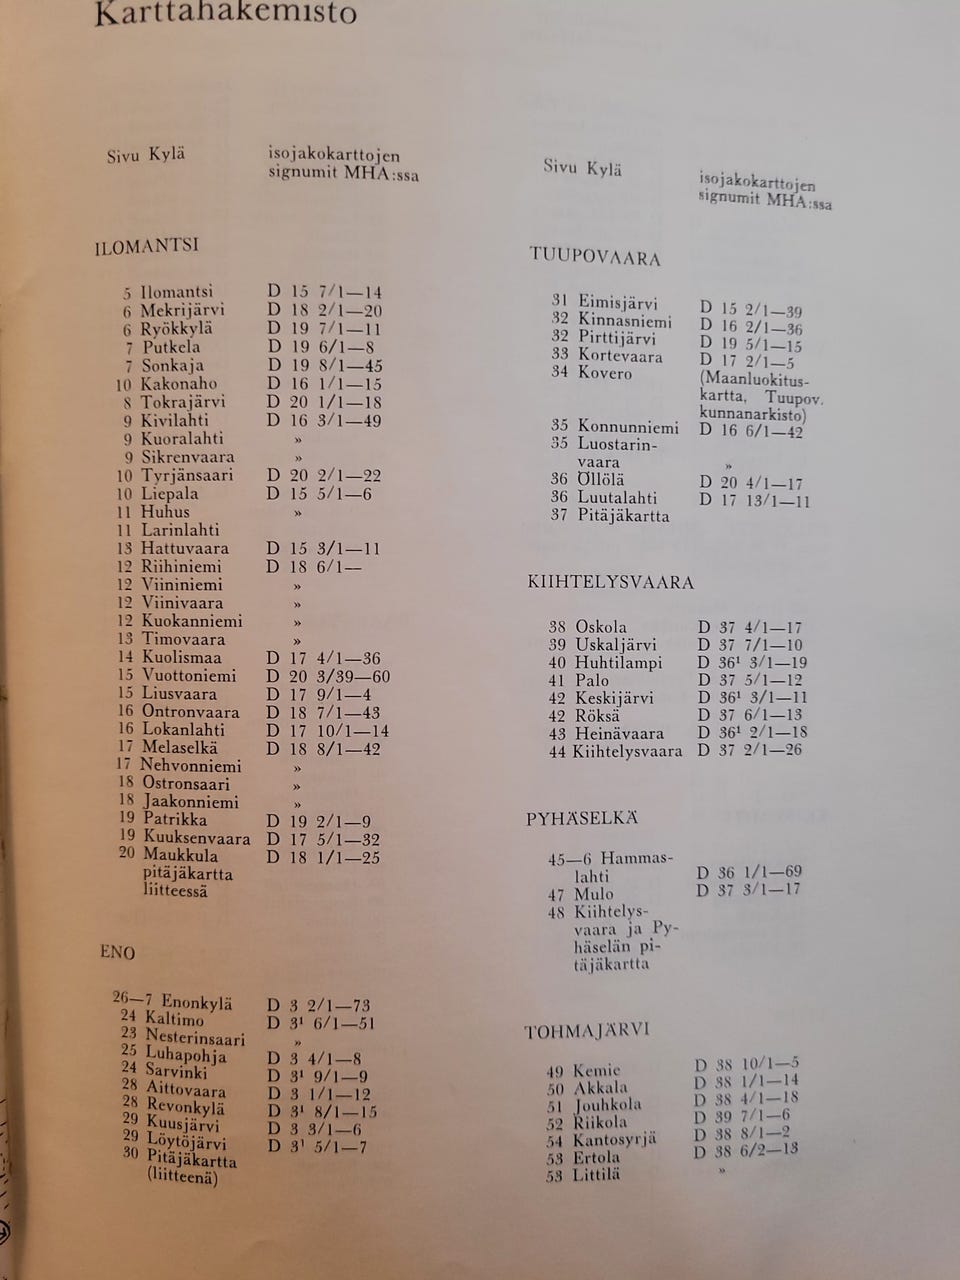 Karttahakemisto
Sivu Kylä isojakokarttojen
signumit MHA:ssa
ILOMANTSI
5 Ilomantsi D 15 7/1—14
6 Mekrijärvi D 18 2/1—20
6 Ryökkylä D 19 7/1—11
7 Putkela D 19 6/1—8
7 Sonkaja D 19 8/1—45
10 Kakonaho D 16 1/1—15
8 Tokrajärvi D 20 1/1—18
9 Kivilahti D 16 3/1—49
9 Kuoralahti »
9 Sikrenvaara »
10 Tyrjänsaari D 20 2/1—22
10 Liepala D 15 5/1—6
11 Huhus »
11 Larinlahti
13 Hattuvaara D 15 3/1—11
12 Riihiniemi D 18 6/1—
12 Viininiemi »
12 Viinivaara »
12 Kuokanniemi »
13 Timovaara »
14 Kuolismaa D 17 4/1—36
15 Vuottoniemi D 20 3/39—60
15 Liusvaara D 17 9/1—4
16 Ontronvaara D 18 7/1—43
16 Lokanlahti D 17 10/1—14
17 Melaselkä D 18 8/1—42
17 Nehvonniemi »
18 Ostronsaari »
18 Jaakonniemi »
19 Patrikka D 19 2/1—9
19 Kuuksenvaara D 17 5/1—32
20 Maukkula D 18 1/1—25
pitäjäkartta
liitteessä
ENO
26—7 Enonkylä D 3 2/1—73
24 Kaltimo D 3¹ 6/1—51
23 Nesterinsaari »
25 Luhapohja D 3 4/1—8
24 Sarvinki D 3¹ 9/1—9
28 Aittovaara D 3 1/1—12
28 Revonkylä D 3¹ 8/1—15
29 Kuusjärvi D 3 3/1—6
29 Löytöjärvi D 3¹ 5/1—7
30 Pitäjäkartta
(liitteenä)
Sivu Kylä isojakokarttojen
signumit MHA:ssa
TUUPOVAARA
31 Eimisjärvi D 15 2/1—39
32 Kinnasniemi D 16 2/1—36
32 Pirttijärvi D 19 5/1—15
33 Kortevaara D 17 2/1—5
34 Kovero (Maanluokitus-
kartta, Tuupov.
kunnanarkisto)
35 Konnunniemi D 16 6/1—42
35 Luostarin-
vaara »
36 Öllölä D 20 4/1—17
36 Luutalahti D 17 13/1—11
37 Pitäjäkartta
KIIHTELYSVAARA
38 Oskola D 37 4/1—17
39 Uskaljärvi D 37 7/1—10
40 Huhtilampi D 36¹ 3/1—19
41 Palo D 37 5/1—12
42 Keskijärvi D 36¹ 3/1—11
42 Röksä D 37 6/1—13
43 Heinävaara D 36¹ 2/1—18
44 Kiihtelysvaara D 37 2/1—26
PYHÄSELKÄ
45—6 Hammas-
lahti D 36 1/1—69
47 Mulo D 37 3/1—17
48 Kiihtelys-
vaara ja Py-
häselän pi-
täjäkartta
TOHMAJÄRVI
49 Kemie D 38 10/1—5
50 Akkala D 38 1/1—14
51 Jouhkola D 38 4/1—18
52 Riikola D 39 7/1—6
54 Kantosyrjä D 38 8/1—2
53 Ertola D 38 6/2—13
53 Littilä »